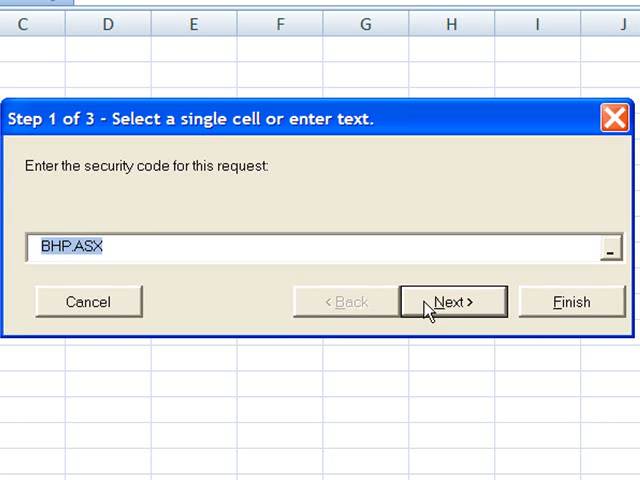 C D E F G H I J
Step 1 of 3 - Select a single cell or enter text.
Enter the security code for this request:
BHP.ASX
Cancel < Back Next > Finish